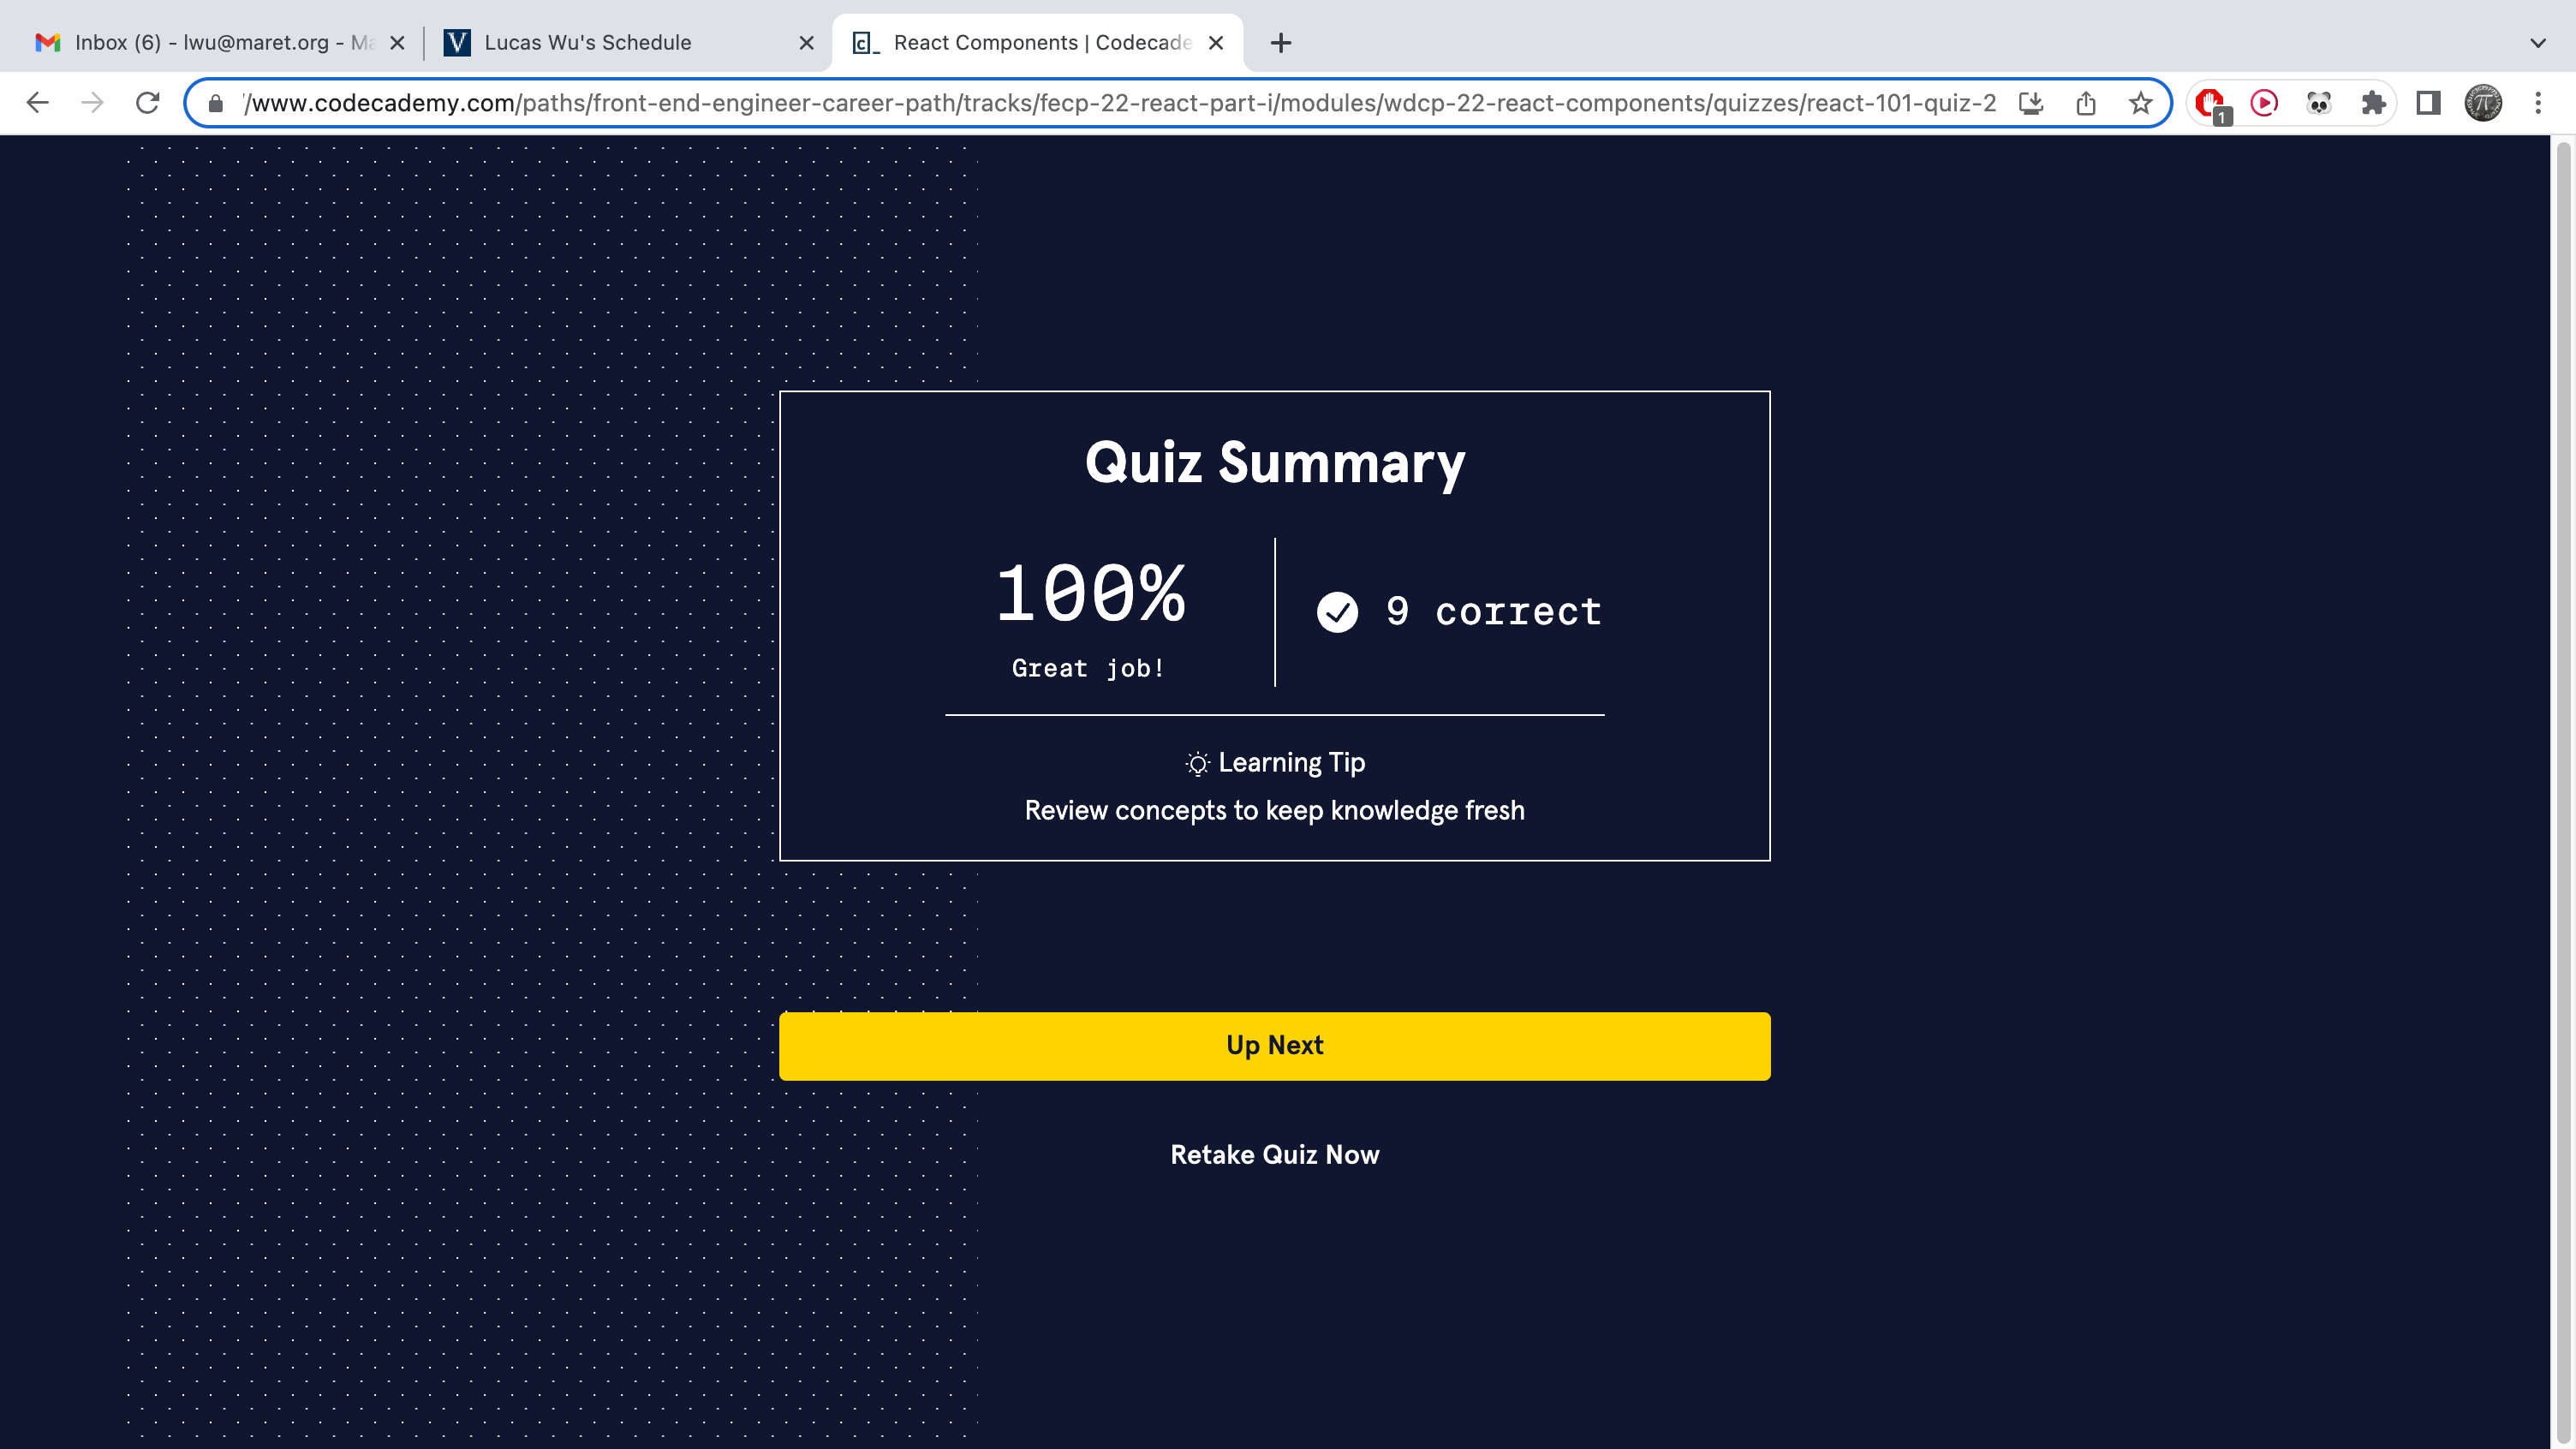 Inbox (6) - lwu@maret.org - Ma
Lucas Wu's Schedule
React Components | Codecade
/www.codecademy.com/paths/front-end-engineer-career-path/tracks/fecp-22-react-part-i/modules/wdcp-22-react-components/quizzes/react-101-quiz-2
1
Quiz Summary
100%
Great job!
9 correct
Learning Tip
Review concepts to keep knowledge fresh
Up Next
Retake Quiz Now